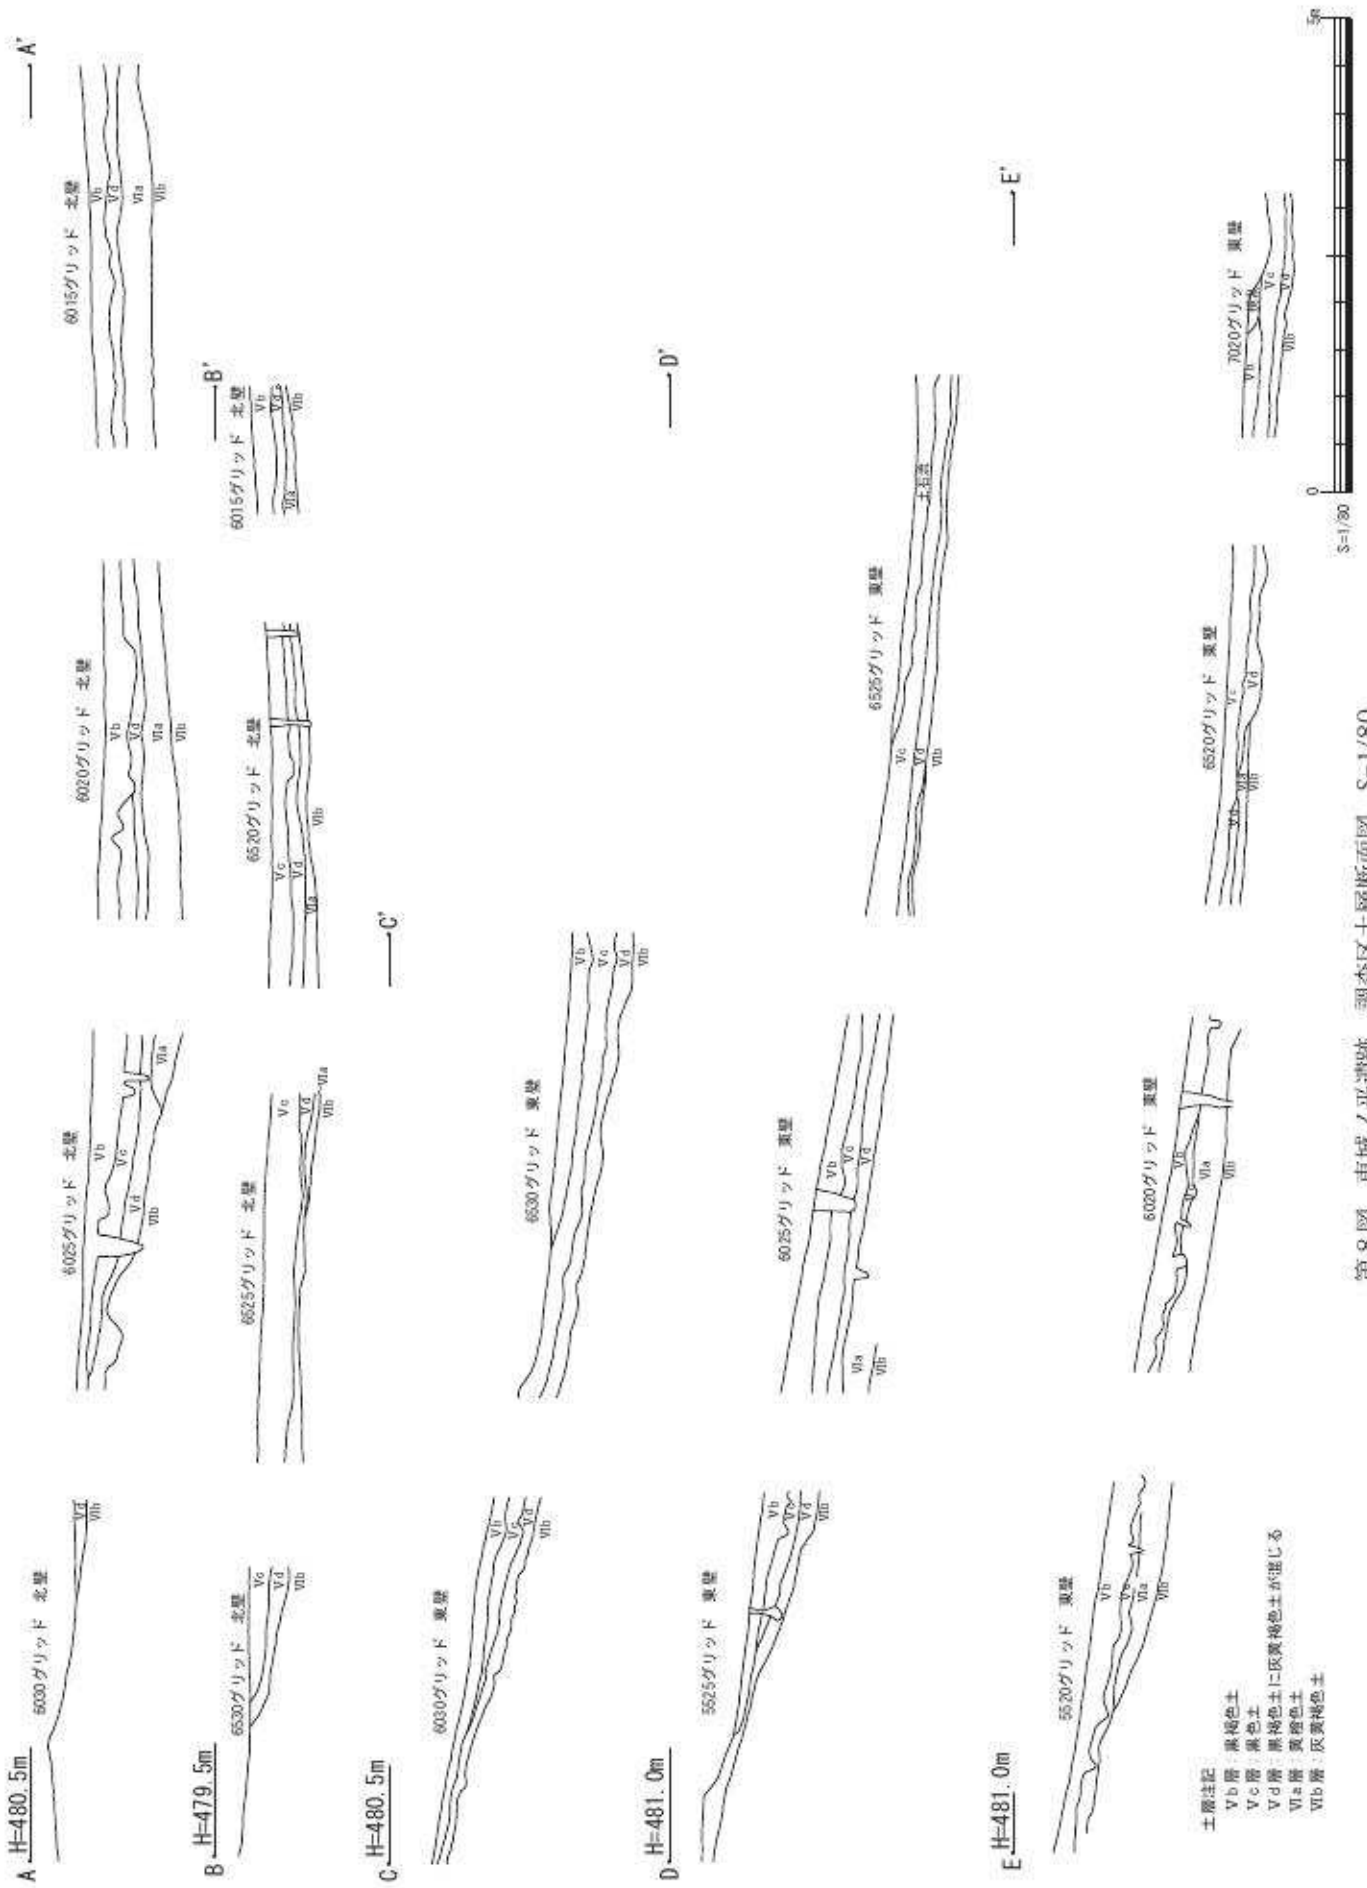 A H=480.5m A'
6030グリッド 北壁
Vd
VIb
6025グリッド 北壁
Vb
Vc
Vd
VIb
VIa
6020グリッド 北壁
Vb
Vd
VIa
VIb
6015グリッド 北壁
Vb
Vd
VIa
VIb
B H=479.5m B'
6530グリッド 北壁
Vc
Vd
VIb
6525グリッド 北壁
Vc
Vd
VIa
VIb
6520グリッド 北壁
Vc
Vd
VIa
VIb
6015グリッド 北壁
Vb
Vd
VIa
VIb
C H=480.5m C'
6030グリッド 東壁
Vb
Vc
Vd
VIb
6530グリッド 東壁
Vb
Vc
Vd
VIb
D H=481.0m D'
5525グリッド 東壁
Vb
Vc
Vd
VIb
6025グリッド 東壁
Vb
Vc
Vd
VIa
VIb
6525グリッド 東壁
Vc
Vd
VIb
土石流
E H=481.0m E'
5520グリッド 東壁
Vb
Vc
VIa
VIb
6020グリッド 東壁
Vb
VIa
VIb
6520グリッド 東壁
Vc
Vd
VIa
VIb
Vd
7020グリッド 東壁
Vb
Vc
Vd
VIb
土層注記
Vb層：黒褐色土
Vc層：黒色土
Vd層：黒褐色土に灰黄褐色土が混じる
VIa層：黄橙色土
VIb層：灰黄褐色土
0 5m
S=1/80